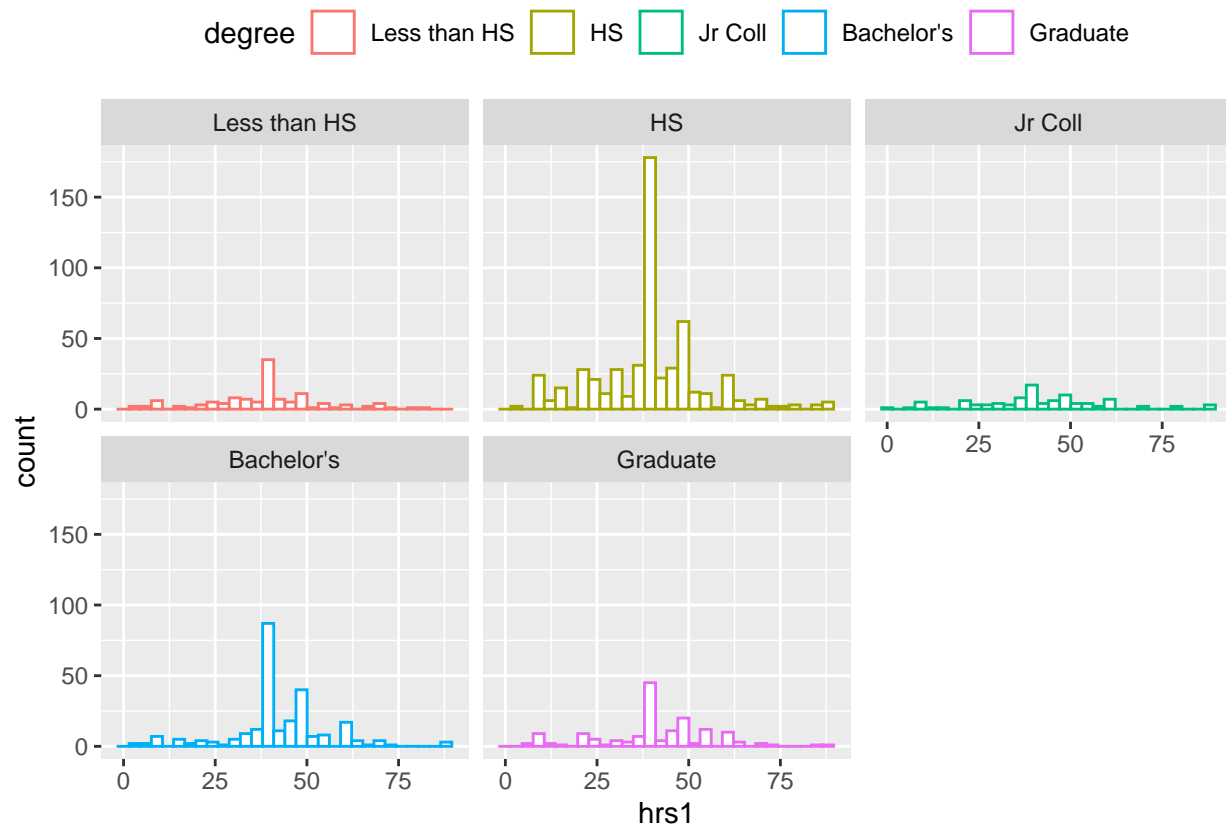 degree Less than HS HS Jr Coll Bachelor's Graduate
Less than HS HS Jr Coll
150
100
50
0
0 25 50 75
count
Bachelor's Graduate
150
100
50
0
0 25 50 75 0 25 50 75
hrs1